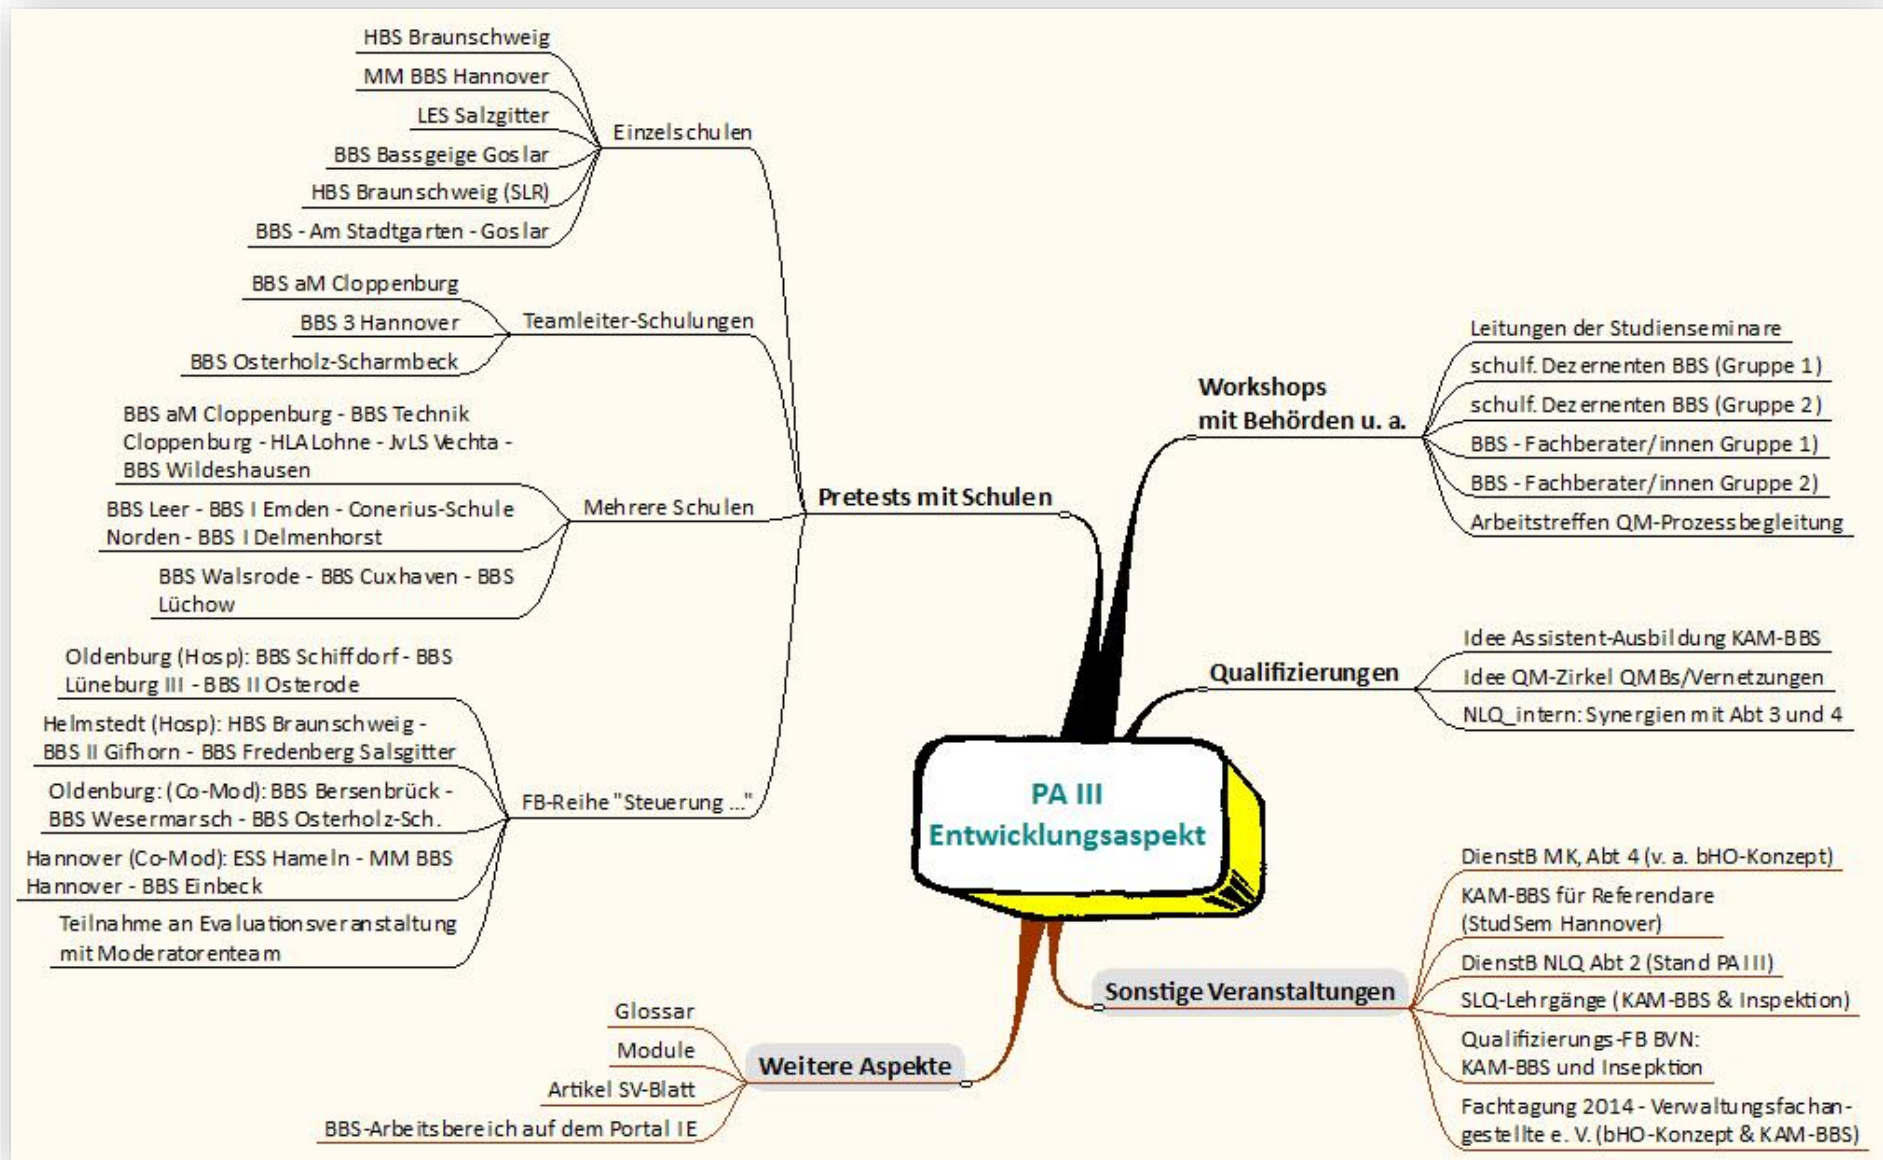 HBS Braunschweig
MM BBS Hannover
LES Salzgitter
BBS Bassgeige Goslar
HBS Braunschweig (SLR)
BBS - Am Stadtgarten - Goslar
Einzelschulen
BBS aM Cloppenburg
BBS 3 Hannover
BBS Osterholz-Scharmbeck
Teamleiter-Schulungen
BBS aM Cloppenburg - BBS Technik
Cloppenburg - HLA Lohne - JvLS Vechta -
BBS Wildeshausen
BBS Leer - BBS I Emden - Conerius-Schule
Norden - BBS I Delmenhorst
BBS Walsrode - BBS Cuxhaven - BBS
Lüchow
Mehrere Schulen
Oldenburg (Hosp): BBS Schiffdorf - BBS
Lüneburg III - BBS II Osterode
Helmstedt (Hosp): HBS Braunschweig -
BBS II Gifhorn - BBS Fredenberg Salsgitter
Oldenburg: (Co-Mod): BBS Bersenbrück -
BBS Wesermarsch - BBS Osterholz-Sch.
Hannover (Co-Mod): ESS Hameln - MM BBS
Hannover - BBS Einbeck
Teilnahme an Evaluationsveranstaltung
mit Moderatorenteam
FB-Reihe "Steuerung ..."
Pretests mit Schulen
Workshops
mit Behörden u. a.
Leitungen der Studienseminare
schulf. Dezernenten BBS (Gruppe 1)
schulf. Dezernenten BBS (Gruppe 2)
BBS - Fachberater/innen Gruppe 1)
BBS - Fachberater/innen Gruppe 2)
Arbeitstreffen QM-Prozessbegleitung
Qualifizierungen
Idee Assistent-Ausbildung KAM-BBS
Idee QM-Zirkel QMBs/Vernetzungen
NLQ_intern: Synergien mit Abt 3 und 4
PA III
Entwicklungsaspekt
Sonstige Veranstaltungen
DienstB MK, Abt 4 (v. a. bHO-Konzept)
KAM-BBS für Referendare
(StudSem Hannover)
DienstB NLQ Abt 2 (Stand PA III)
SLQ-Lehrgänge (KAM-BBS & Inspektion)
Qualifizierungs-FB BVN:
KAM-BBS und Insepktion
Fachtagung 2014 - Verwaltungsfachan-
gestellte e. V. (bHO-Konzept & KAM-BBS)
Weitere Aspekte
Glossar
Module
Artikel SV-Blatt
BBS-Arbeitsbereich auf dem Portal IE